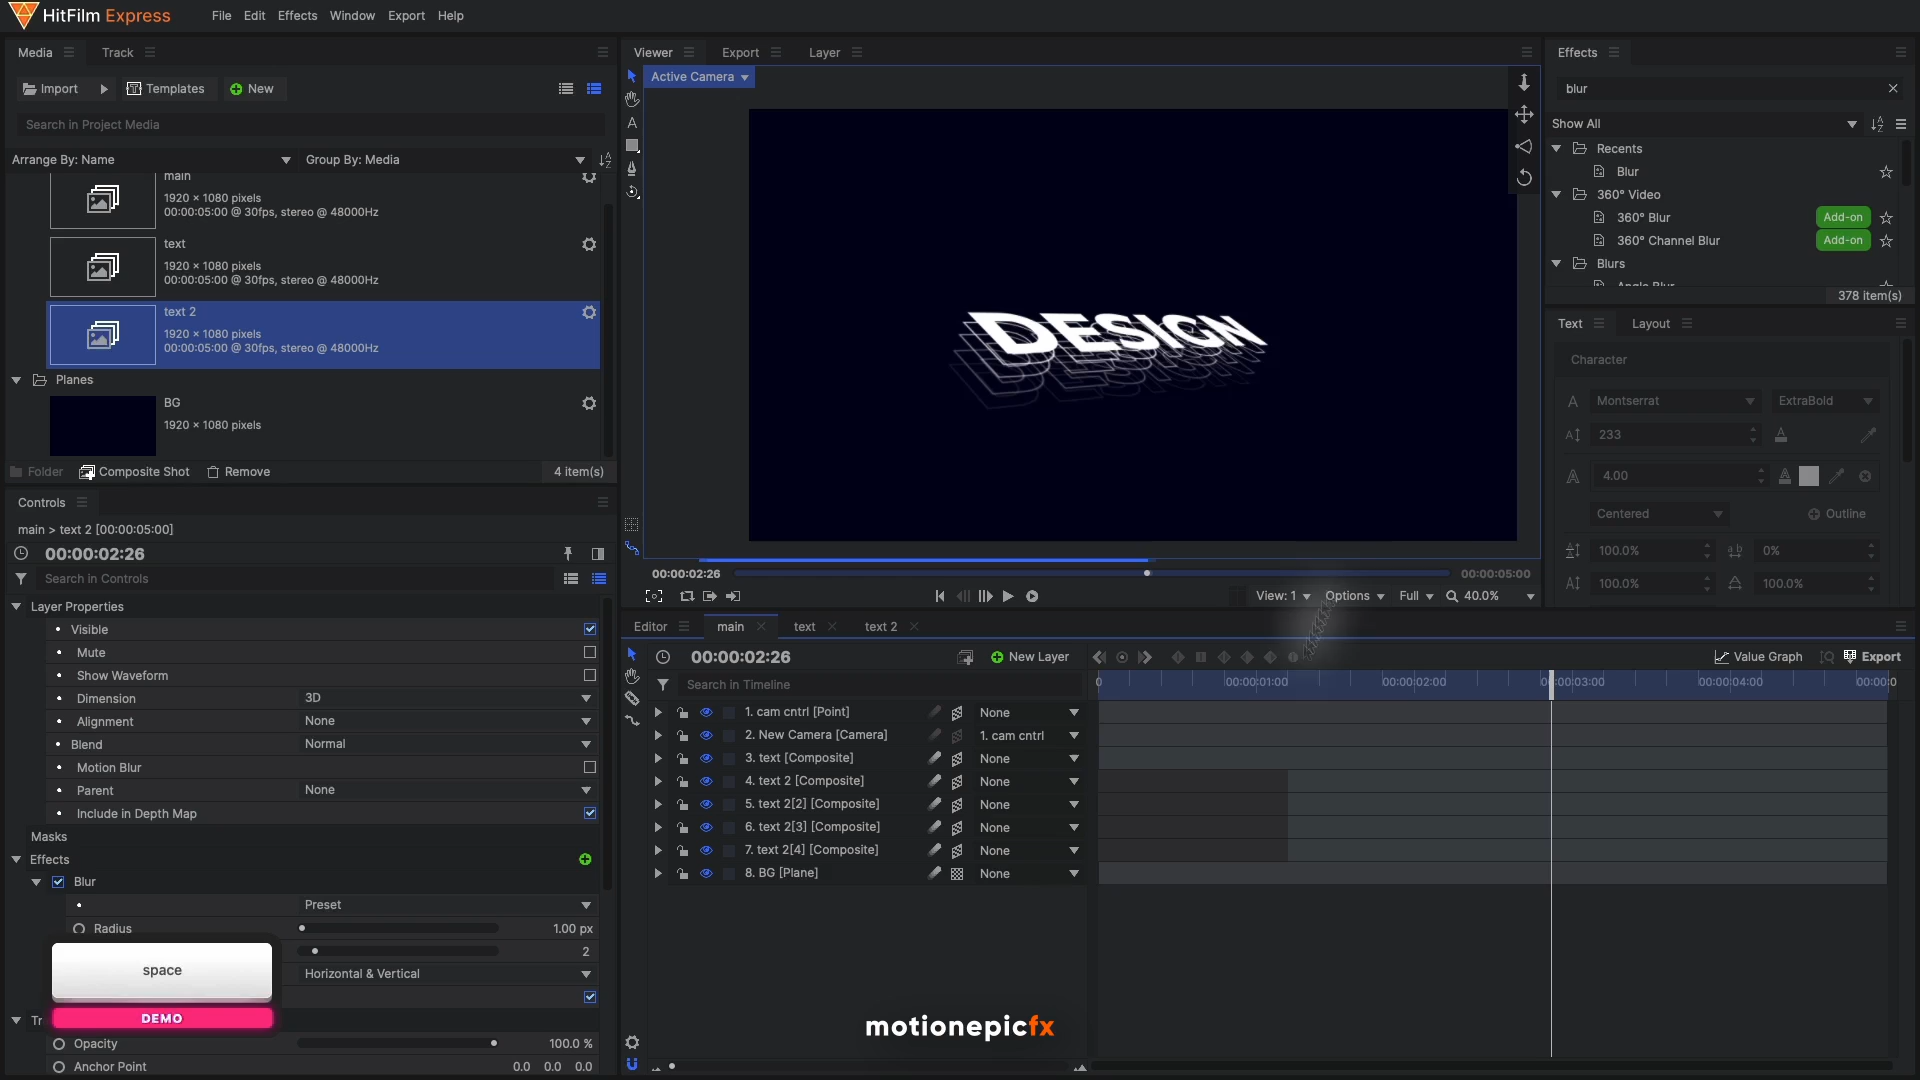 HitFilm Express
File Edit Effects Window Export Help
Media Track
Import Templates New
Search in Project Media
Arrange By: Name Group By: Media
main
1920 × 1080 pixels
00:00:05:00 @ 30fps, stereo @ 48000Hz
text
1920 × 1080 pixels
00:00:05:00 @ 30fps, stereo @ 48000Hz
text 2
1920 × 1080 pixels
00:00:05:00 @ 30fps, stereo @ 48000Hz
Planes
BG
1920 × 1080 pixels
Folder Composite Shot Remove 4 item(s)
Controls
main > text 2 [00:00:05:00]
00:00:02:26
Search in Controls
Layer Properties
Visible
Mute
Show Waveform
Dimension 3D
Alignment None
Blend Normal
Motion Blur
Parent None
Include in Depth Map
Masks
Effects
Blur
Preset
Radius 1.00 px
2
Horizontal & Vertical
space
DEMO
Tr
Opacity 100.0 %
Anchor Point 0.0 0.0 0.0
Viewer Export Layer
Active Camera
DESIGN
00:00:02:26 00:00:05:00
View: 1 Options Full 40.0%
Editor main text text 2
00:00:02:26 New Layer Value Graph Export
Search in Timeline
0 00:00:01:00 00:00:02:00 00:00:03:00 00:00:04:00 00:00:0
1. cam cntrl [Point] None
2. New Camera [Camera] 1. cam cntrl
3. text [Composite] None
4. text 2 [Composite] None
5. text 2[2] [Composite] None
6. text 2[3] [Composite] None
7. text 2[4] [Composite] None
8. BG [Plane] None
motionepicfx
Effects
blur
Show All
Recents
Blur
360° Video
360° Blur Add-on
360° Channel Blur Add-on
Blurs
Angle Blur
378 item(s)
Text Layout
Character
Montserrat ExtraBold
233
4.00
Centered Outline
100.0% 0%
100.0% 100.0%